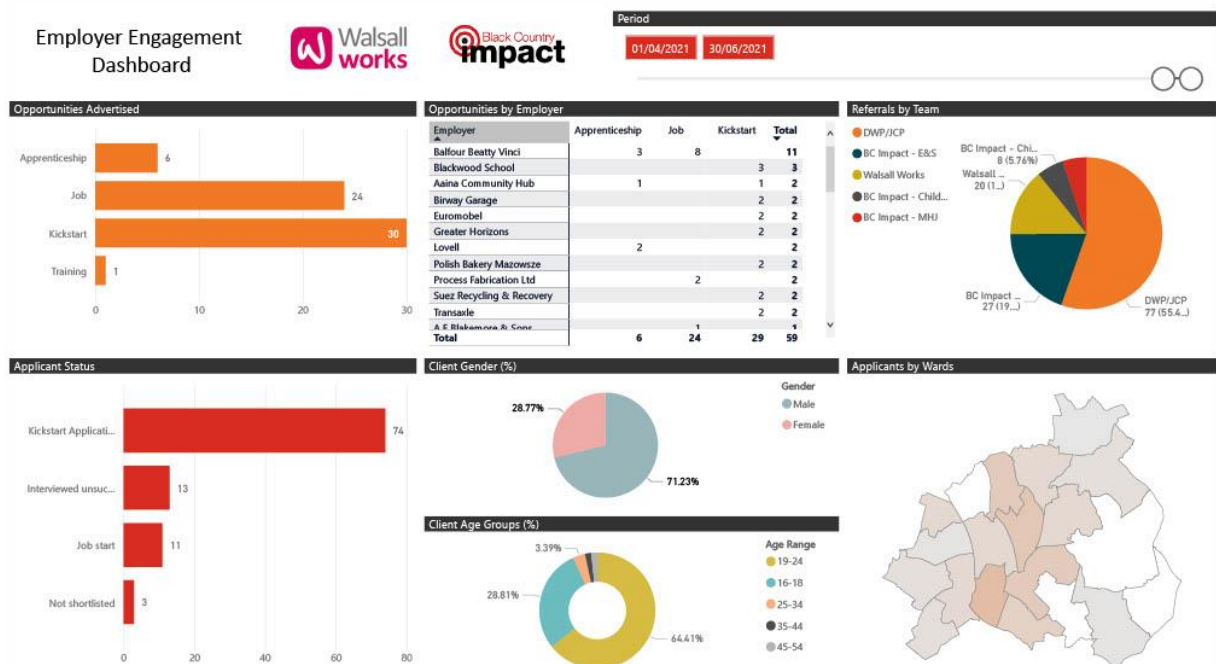 Employer Engagement
Dashboard
Walsall
works
Black Country
impact
Period
01/04/2021 30/06/2021
Opportunities Advertised
Apprenticeship 6
Job 24
Kickstart 30
Training 1
0 10 20 30
Opportunities by Employer
Employer Apprenticeship Job Kickstart Total
Balfour Beatty Vinci 3 8 11
Blackwood School 3 3
Aaina Community Hub 1 1 2
Birway Garage 2 2
Euromobel 2 2
Greater Horizons 2 2
Lovell 2 2
Polish Bakery Mazowsze 2 2
Process Fabrication Ltd 2 2
Suez Recycling & Recovery 2 2
Transaxle 2 2
A F Blakemore & Sons 1 1
Total 6 24 29 59
Referrals by Team
DWP/JCP
BC Impact - E&S
Walsall Works
BC Impact - Child...
BC Impact - MHJ
BC Impact - Chi...
8 (5.76%)
Walsall ...
20 (1...)
BC Impact ...
27 (19....)
DWP/JCP
77 (55.4...)
Applicant Status
Kickstart Applicati... 74
Interviewed unsuc... 13
Job start 11
Not shortlisted 3
0 20 40 60 80
Client Gender (%)
28.77%
71.23%
Gender
Male
Female
Client Age Groups (%)
3.39%
28.81%
64.41%
Age Range
19-24
16-18
25-34
35-44
45-54
Applicants by Wards